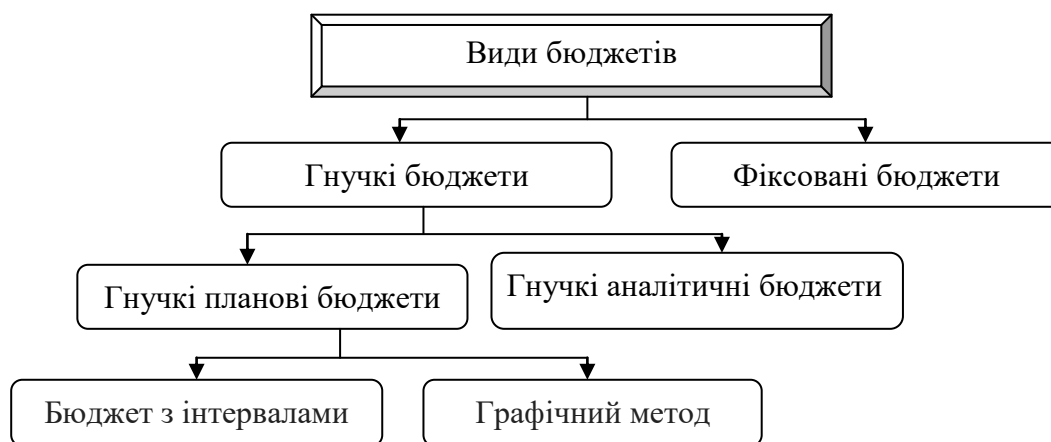 Види бюджетів
Гнучкі бюджети
Фіксовані бюджети
Гнучкі планові бюджети
Гнучкі аналітичні бюджети
Бюджет з інтервалами
Графічний метод